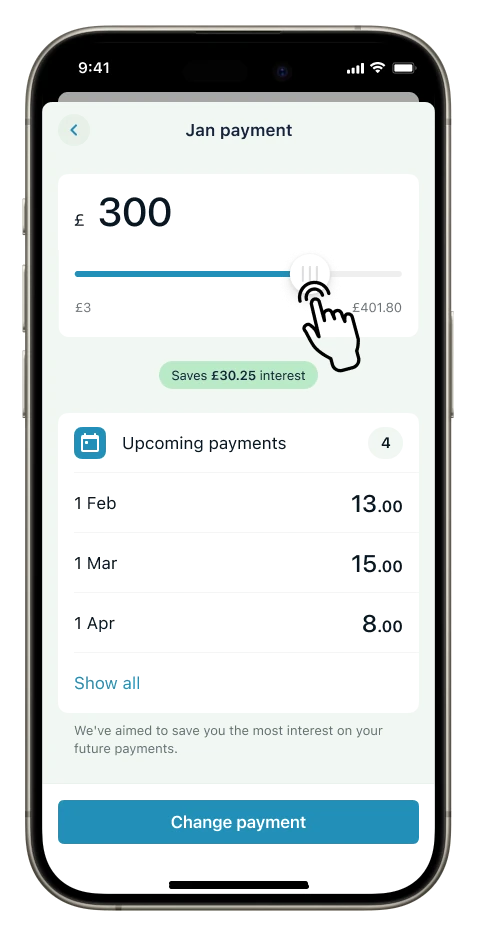 9:41
Jan payment
£ 300
£3 £401.80
Saves £30.25 interest
Upcoming payments 4
1 Feb 13.00
1 Mar 15.00
1 Apr 8.00
Show all
We've aimed to save you the most interest on your
future payments.
Change payment